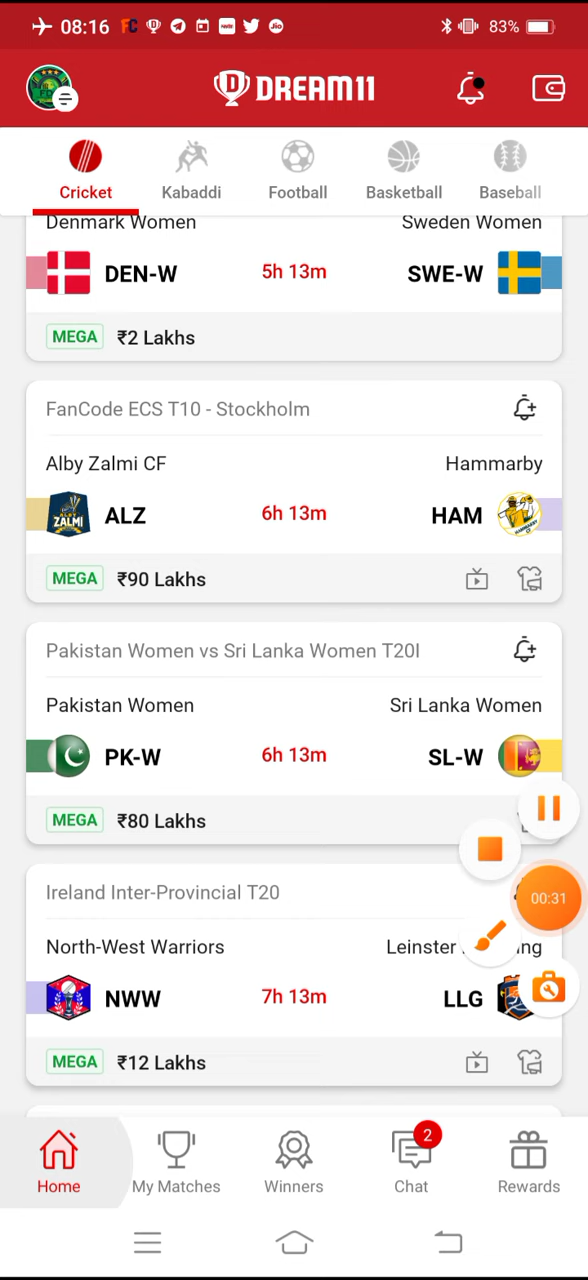 08:16 83%
DREAM11
Cricket Kabaddi Football Basketball Baseball
Denmark Women Sweden Women
DEN-W 5h 13m SWE-W
MEGA ₹2 Lakhs
FanCode ECS T10 - Stockholm
Alby Zalmi CF Hammarby
ALZ 6h 13m HAM
MEGA ₹90 Lakhs
Pakistan Women vs Sri Lanka Women T20I
Pakistan Women Sri Lanka Women
PK-W 6h 13m SL-W
MEGA ₹80 Lakhs
00:31
Ireland Inter-Provincial T20
North-West Warriors Leinster
NWW 7h 13m LLG
MEGA ₹12 Lakhs
2
Home My Matches Winners Chat Rewards